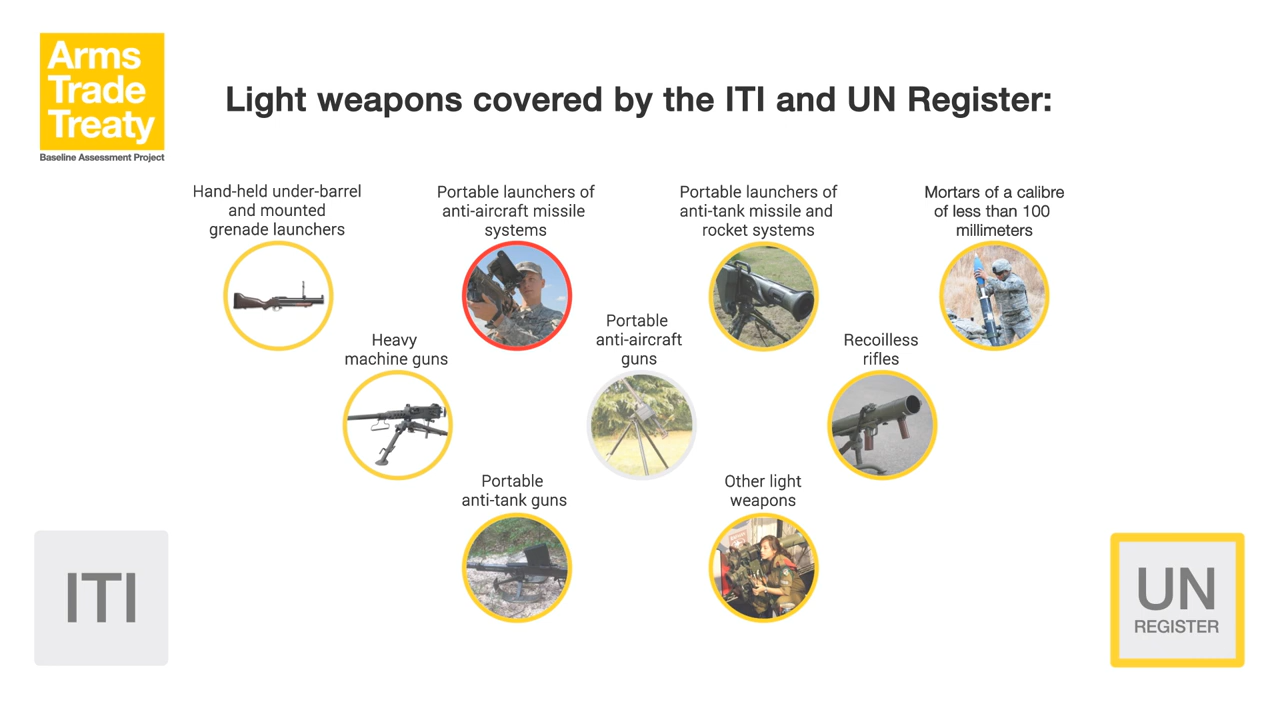 Arms
Trade
Treaty
Baseline Assessment Project
Light weapons covered by the ITI and UN Register:
Hand-held under-barrel
and mounted
grenade launchers
Portable launchers of
anti-aircraft missile
systems
Portable launchers of
anti-tank missile and
rocket systems
Mortars of a calibre
of less than 100
millimeters
Heavy
machine guns
Portable
anti-aircraft
guns
Recoilless
rifles
Portable
anti-tank guns
Other light
weapons
ITI
UN
REGISTER